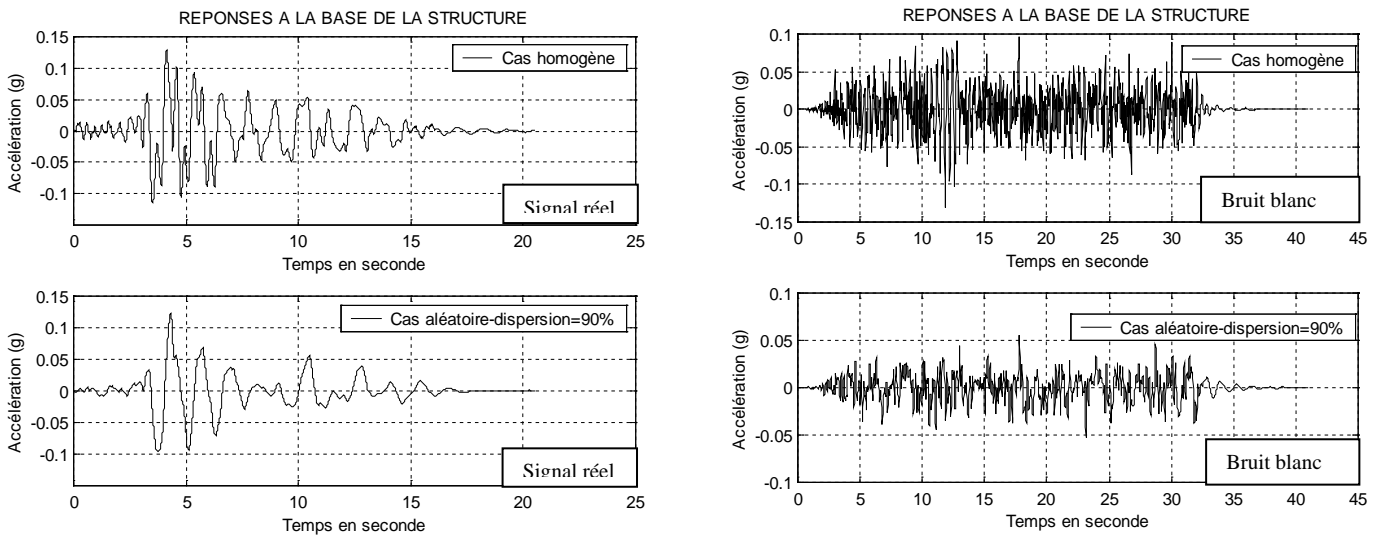 REPONSES A LA BASE DE LA STRUCTURE
0.15
0.1
0.05
0
-0.05
-0.1
Accélération (g)
Cas homogène
Signal réel
0 5 10 15 20 25
Temps en seconde
0.15
0.1
0.05
0
-0.05
-0.1
Accélération (g)
Cas aléatoire-dispersion=90%
Signal réel
0 5 10 15 20 25
Temps en seconde
REPONSES A LA BASE DE LA STRUCTURE
0.1
0.05
0
-0.05
-0.1
-0.15
Accélération (g)
Cas homogène
Bruit blanc
0 5 10 15 20 25 30 35 40 45
Temps en seconde
0.1
0.05
0
-0.05
-0.1
Accélération (g)
Cas aléatoire-dispersion=90%
Bruit blanc
0 5 10 15 20 25 30 35 40 45
Temps en seconde